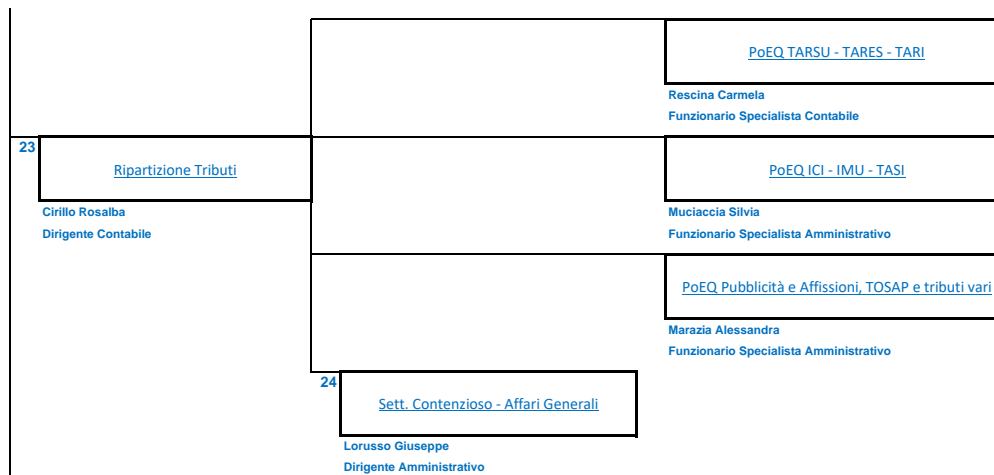 PoEQ TARSU - TARES - TARI
Rescina Carmela
Funzionario Specialista Contabile
23
Ripartizione Tributi
Cirillo Rosalba
Dirigente Contabile
PoEQ ICI - IMU - TASI
Muciaccia Silvia
Funzionario Specialista Amministrativo
PoEQ Pubblicità e Affissioni, TOSAP e tributi vari
Marazia Alessandra
Funzionario Specialista Amministrativo
24
Sett. Contenzioso - Affari Generali
Lorusso Giuseppe
Dirigente Amministrativo